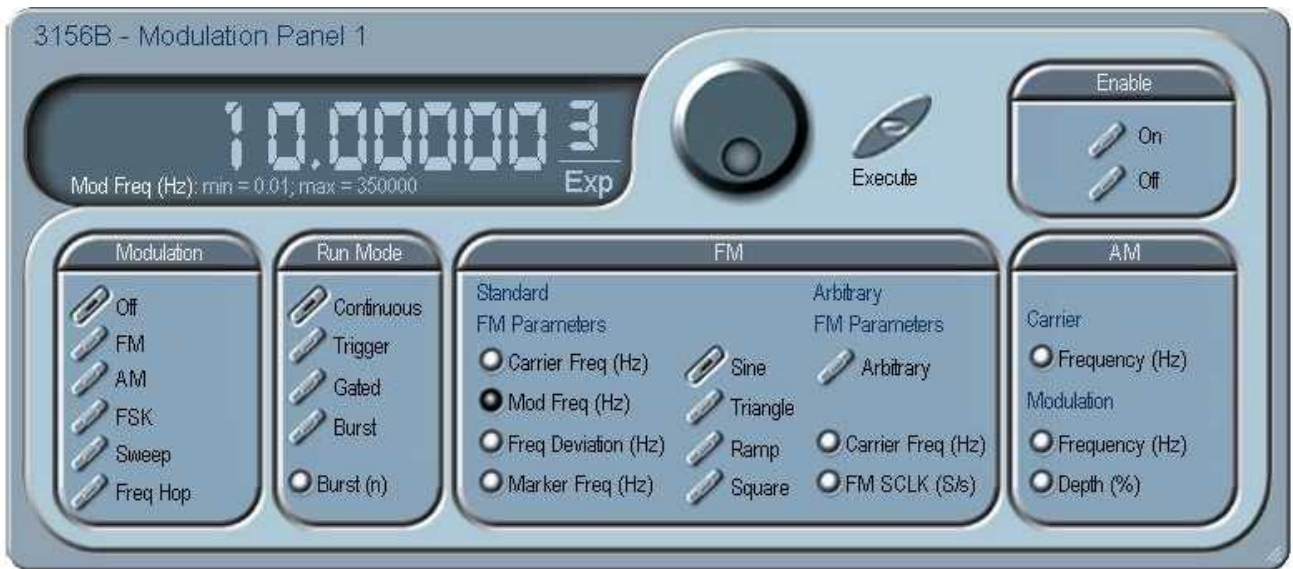 3156B - Modulation Panel 1
10.00000 3
Exp
Mod Freq (Hz): min = 0.01; max = 350000
Execute
Enable
On
Off
Modulation
Off
FM
AM
FSK
Sweep
Freq Hop
Run Mode
Continuous
Trigger
Gated
Burst
Burst (n)
FM
Standard
FM Parameters
Carrier Freq (Hz)
Mod Freq (Hz)
Freq Deviation (Hz)
Marker Freq (Hz)
Sine
Triangle
Ramp
Square
Arbitrary
FM Parameters
Arbitrary
Carrier Freq (Hz)
FM SCLK (S/s)
AM
Carrier
Frequency (Hz)
Modulation
Frequency (Hz)
Depth (%)